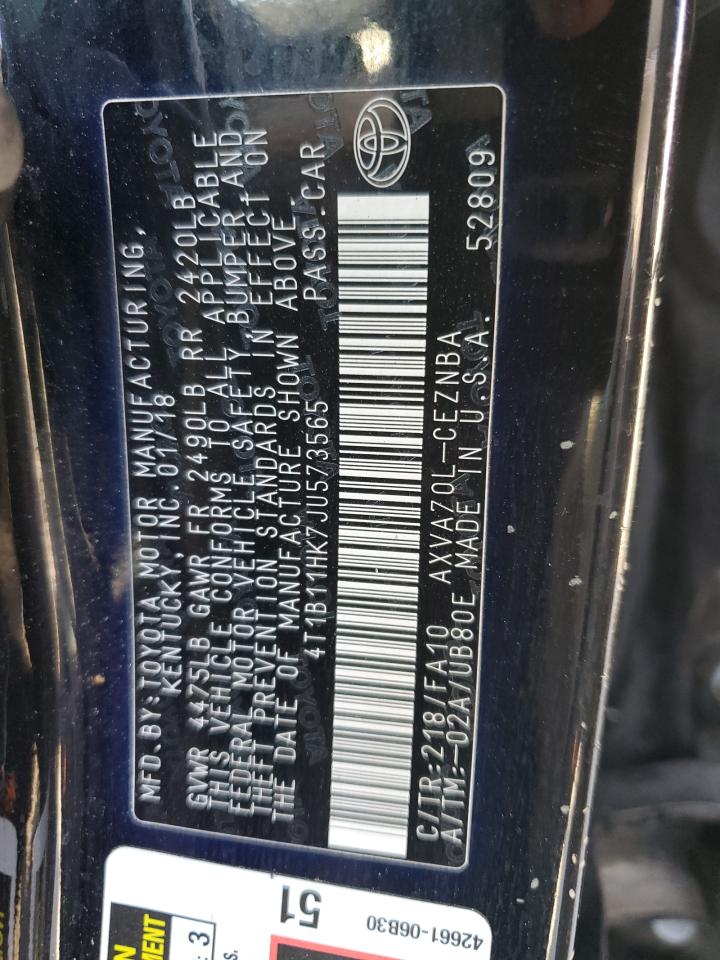 MFD.BY:TOYOTA MOTOR MANUFACTURING,
KENTUCKY, INC. 01/18
GVWR 4475LB GAWR FR 2490LB RR 2420LB
THIS VEHICLE CONFORMS TO ALL APPLICABLE
FEDERAL MOTOR VEHICLE SAFETY,BUMPER,AND
THEFT PREVENTION STANDARDS IN EFFECT ON
THE DATE OF MANUFACTURE SHOWN ABOVE.
4T1B11HK7JU573565 PASS.CAR
C/TR:218/FA10 AXVA70L-CEZNBA
A/TM:-02A/UB80E MADE IN U.S.A. 52809
51
42661-06B30
3